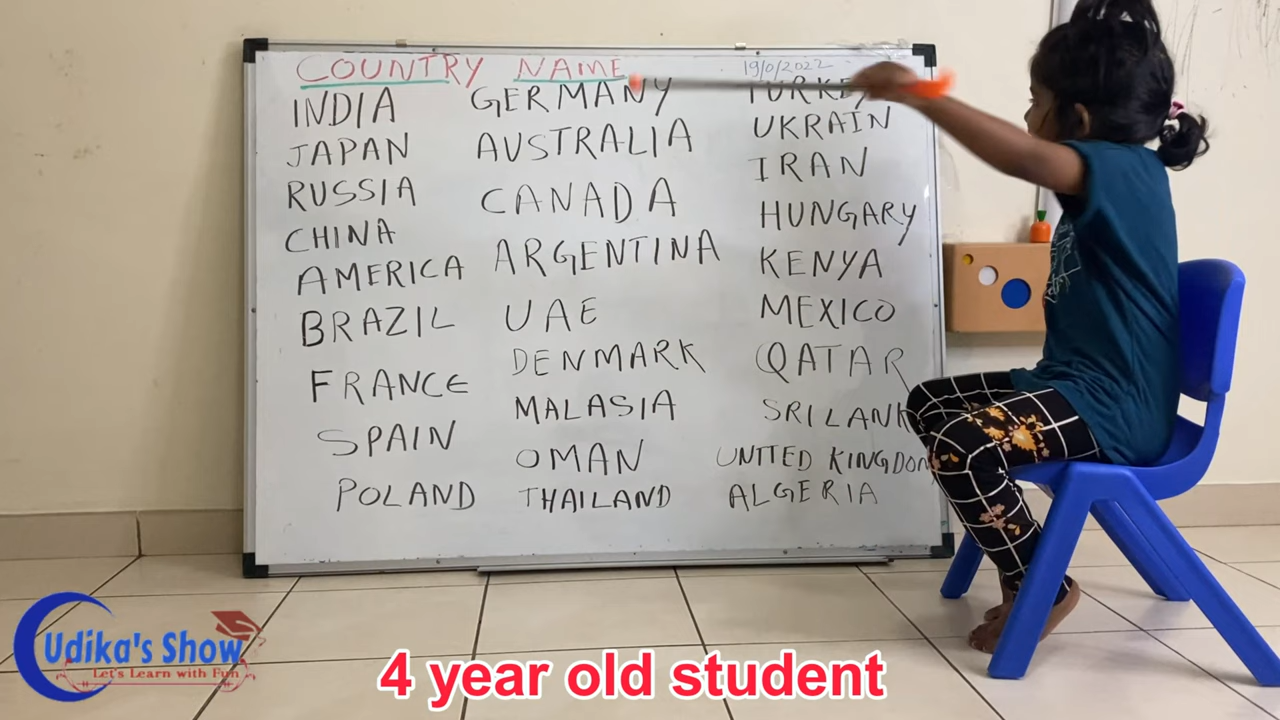 COUNTRY NAME
19/0/2022
INDIA
JAPAN
RUSSIA
CHINA
AMERICA
BRAZIL
FRANCE
SPAIN
POLAND
GERMANY
AUSTRALIA
CANADA
ARGENTINA
UAE
DENMARK
MALASIA
OMAN
THAILAND
TURKEY
UKRAIN
IRAN
HUNGARY
KENYA
MEXICO
QATAR
SRILANK
UNITED KINGDOM
ALGERIA
Udika's Show
Let's Learn with Fun
4 year old student